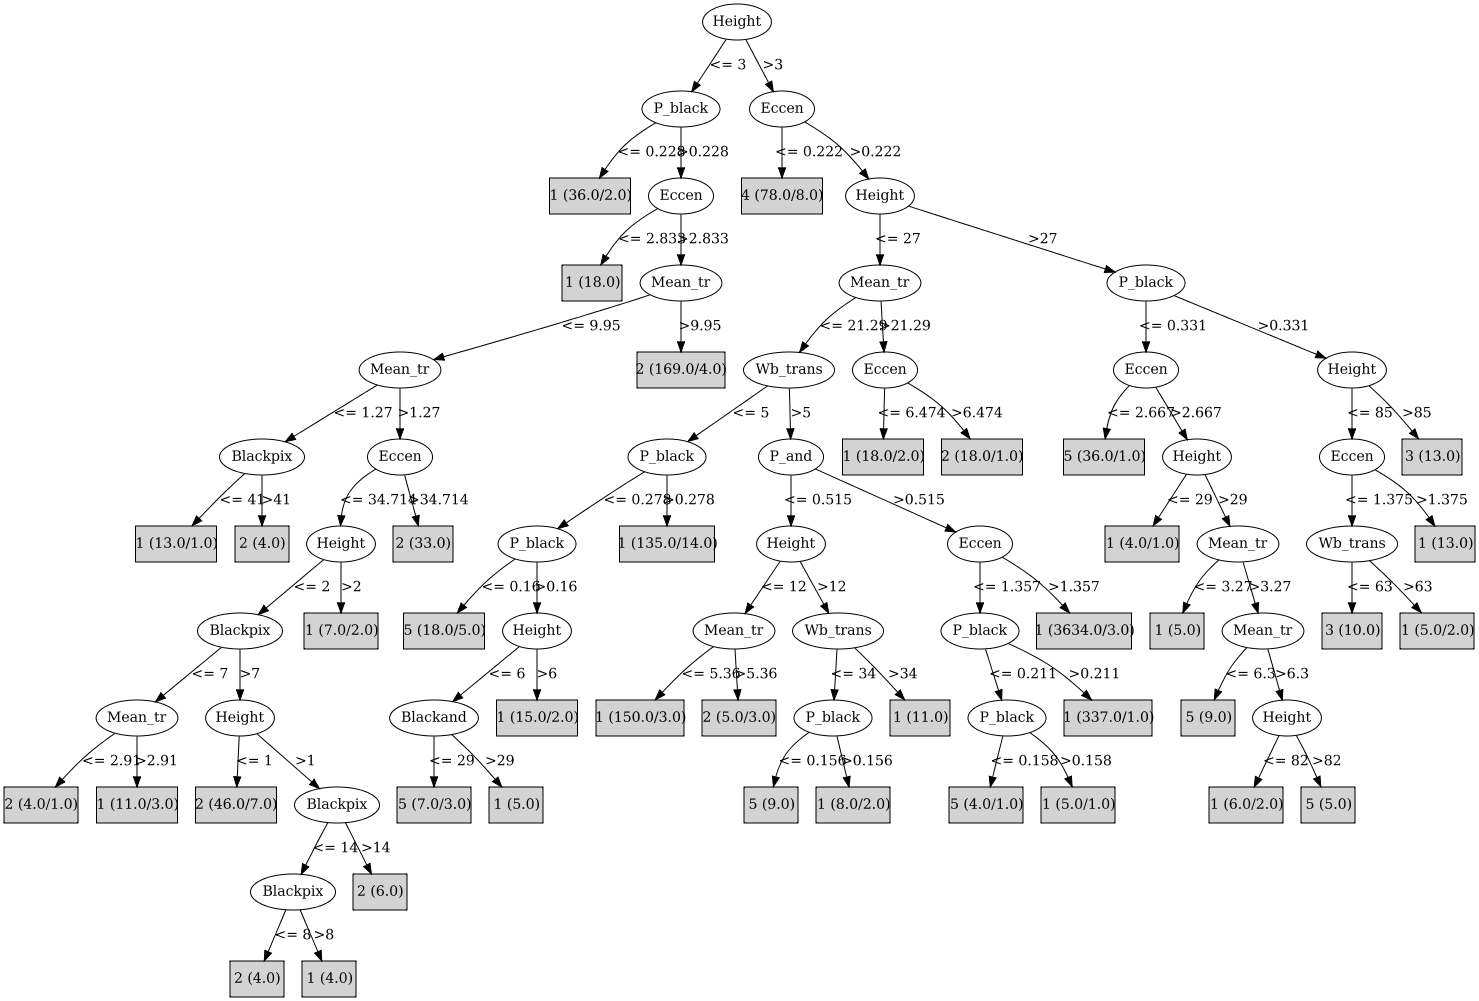 Height
<= 3 >3
P_black Eccen
<= 0.228 >0.228 <= 0.222 >0.222
1 (36.0/2.0) Eccen 4 (78.0/8.0) Height
<= 2.833 >2.833 <= 27 >27
1 (18.0) Mean_tr Mean_tr P_black
<= 9.95 >9.95 <= 21.29 >21.29 <= 0.331 >0.331
Mean_tr 2 (169.0/4.0) Wb_trans Eccen Eccen Height
<= 1.27 >1.27 <= 5 >5 <= 6.474 >6.474 <= 2.667 >2.667 <= 85 >85
Blackpix Eccen P_black P_and 1 (18.0/2.0) 2 (18.0/1.0) 5 (36.0/1.0) Height Eccen 3 (13.0)
<= 41 >41 <= 34.714 >34.714 <= 0.278 >0.278 <= 0.515 >0.515 <= 29 >29 <= 1.375 >1.375
1 (13.0/1.0) 2 (4.0) Height 2 (33.0) P_black 1 (135.0/14.0) Height Eccen 1 (4.0/1.0) Mean_tr Wb_trans 1 (13.0)
<= 2 >2 <= 0.16 >0.16 <= 12 >12 <= 1.357 >1.357 <= 3.27 >3.27 <= 63 >63
Blackpix 1 (7.0/2.0) 5 (18.0/5.0) Height Mean_tr Wb_trans P_black 1 (3634.0/3.0) 1 (5.0) Mean_tr 3 (10.0) 1 (5.0/2.0)
<= 7 >7 <= 6 >6 <= 5.36 >5.36 <= 34 >34 <= 0.211 >0.211 <= 6.3 >6.3
Mean_tr Height Blackand 1 (15.0/2.0) 1 (150.0/3.0) 2 (5.0/3.0) P_black 1 (11.0) P_black 1 (337.0/1.0) 5 (9.0) Height
<= 2.91 >2.91 <= 1 >1 <= 29 >29 <= 0.156 >0.156 <= 0.158 >0.158 <= 82 >82
2 (4.0/1.0) 1 (11.0/3.0) 2 (46.0/7.0) Blackpix 5 (7.0/3.0) 1 (5.0) 5 (9.0) 1 (8.0/2.0) 5 (4.0/1.0) 1 (5.0/1.0) 1 (6.0/2.0) 5 (5.0)
<= 14 >14
Blackpix 2 (6.0)
<= 8 >8
2 (4.0) 1 (4.0)